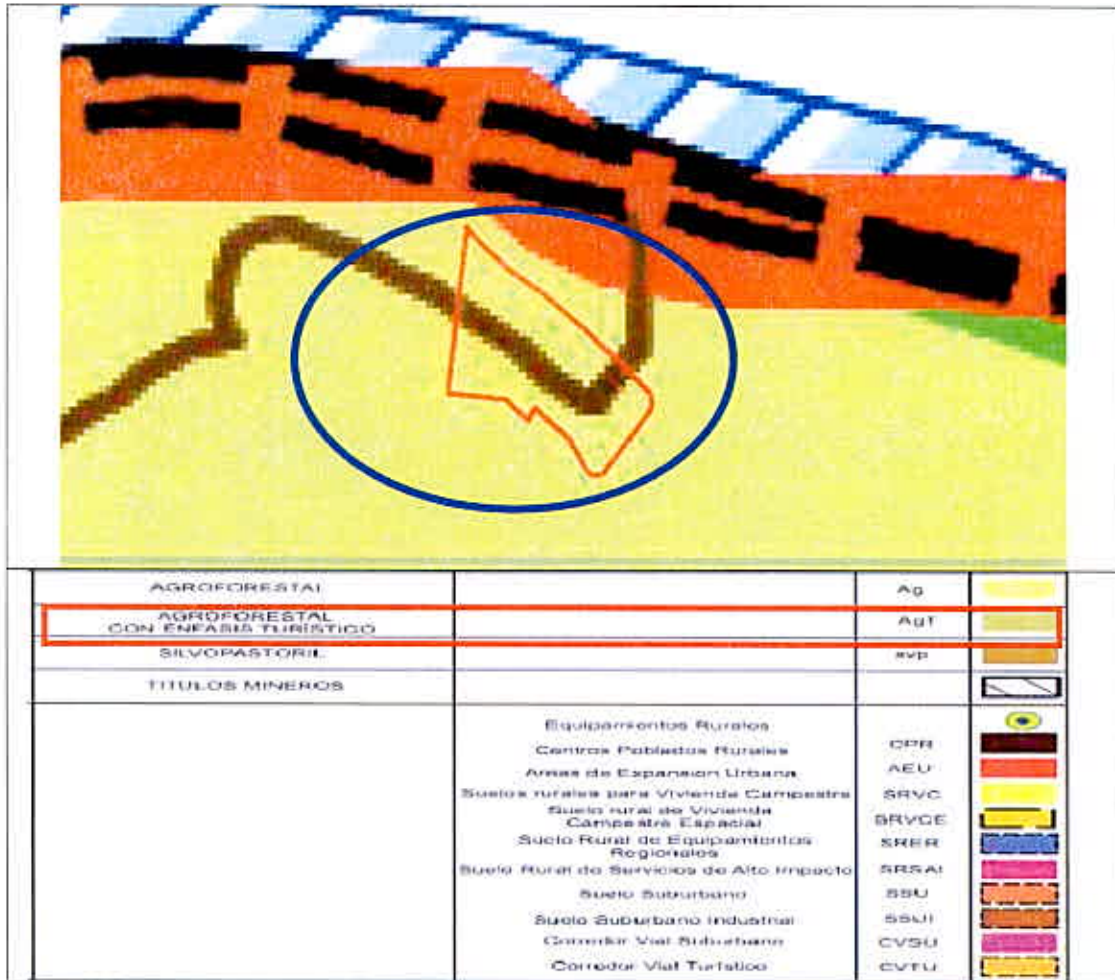 AGROFORESTAL Ag
AGROFORESTAL
CON ÉNFASIS TURÍSTICO AgT
SILVOPASTORIL svp
TITULOS MINEROS
Equipamientos Rurales
Centros Poblados Rurales CPR
Areas de Expansion Urbana AEU
Suelos rurales para Vivienda Campestre SRVC
Suelo rural de Vivienda
Campestre Espacial SRVCE
Suelo Rural de Equipamientos
Regionales SRER
Suelo Rural de Servicios de Alto Impacto SRSAI
Suelo Suburbano SSU
Suelo Suburbano Industrial SSUI
Corredor Vial Suburbano CVSU
Corredor Vial Turístico CVTU